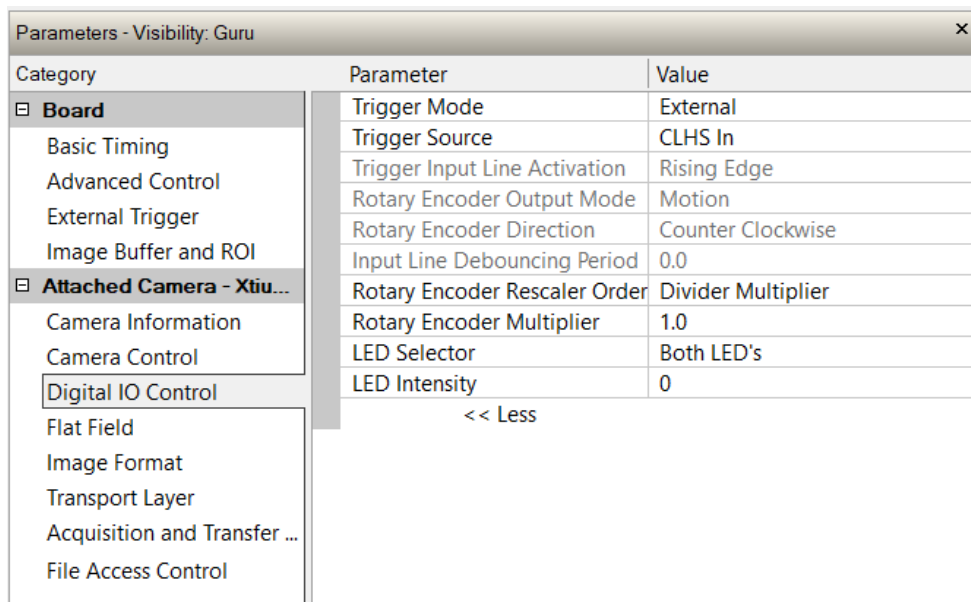 Parameters - Visibility: Guru ×
Category
Board
Basic Timing
Advanced Control
External Trigger
Image Buffer and ROI
Attached Camera - Xtiu...
Camera Information
Camera Control
Digital IO Control
Flat Field
Image Format
Transport Layer
Acquisition and Transfer ...
File Access Control
Parameter Value
Trigger Mode External
Trigger Source CLHS In
Trigger Input Line Activation Rising Edge
Rotary Encoder Output Mode Motion
Rotary Encoder Direction Counter Clockwise
Input Line Debouncing Period 0.0
Rotary Encoder Rescaler Order Divider Multiplier
Rotary Encoder Multiplier 1.0
LED Selector Both LED's
LED Intensity 0
<< Less